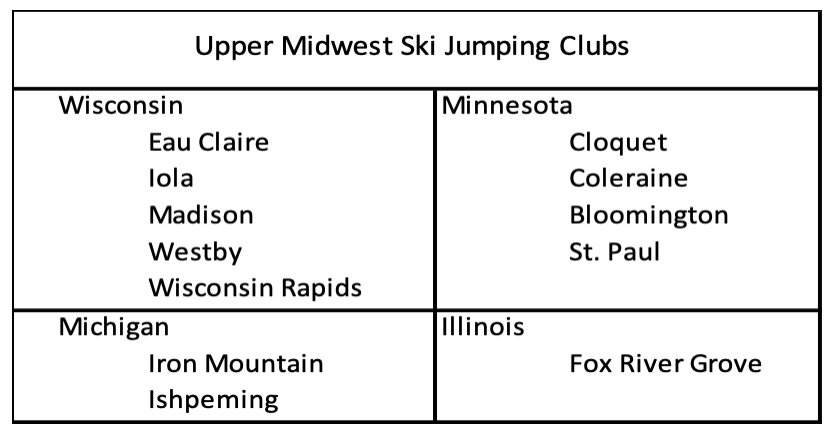 Upper Midwest Ski Jumping Clubs
Wisconsin
Eau Claire
Iola
Madison
Westby
Wisconsin Rapids
Minnesota
Cloquet
Coleraine
Bloomington
St. Paul
Michigan
Iron Mountain
Ishpeming
Illinois
Fox River Grove